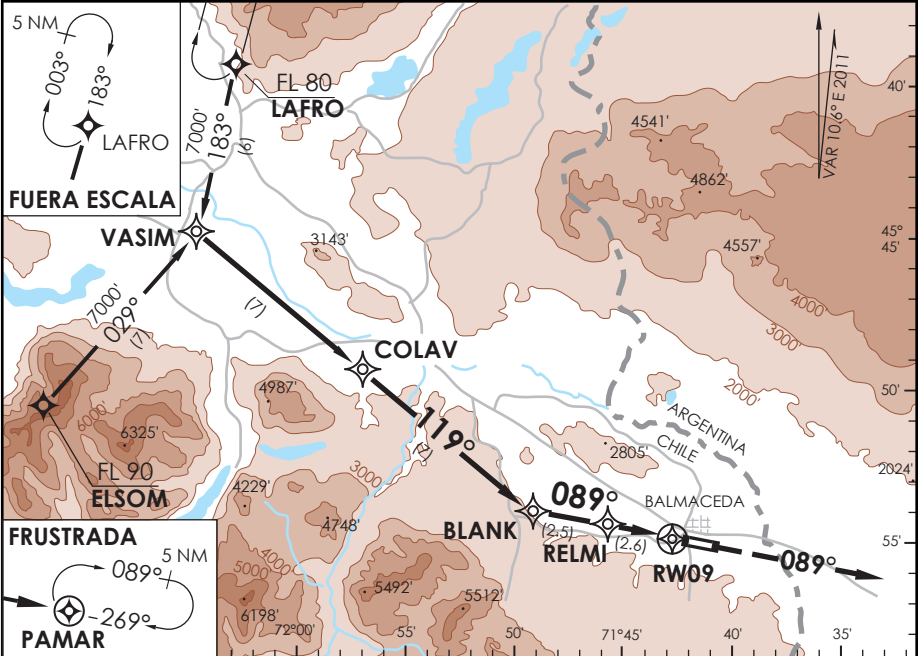 5 NM
003°
183°
LAFRO
FUERA ESCALA
FL 80
LAFRO
7000'
183°
(6)
VAR 10,6° E 2011
40'
4541'
4862'
4557'
45°
45'
4000
3000'
2000'
VASIM
3143'
(7)
7000'
029°
(7)
COLAV
50'
4987'
6000'
6325'
FL 90
ELSOM
119°
(7)
ARGENTINA
CHILE
2805'
2024'
3000'
4229'
4748'
BLANK
089°
(2.5)
RELMI
(2.6)
BALMACEDA
RW09
089°
55'
FRUSTRADA
5 NM
089°
269°
PAMAR
4000'
5000'
6198'
5492'
5512'
72°00'
55'
50'
71°45'
40'
35'